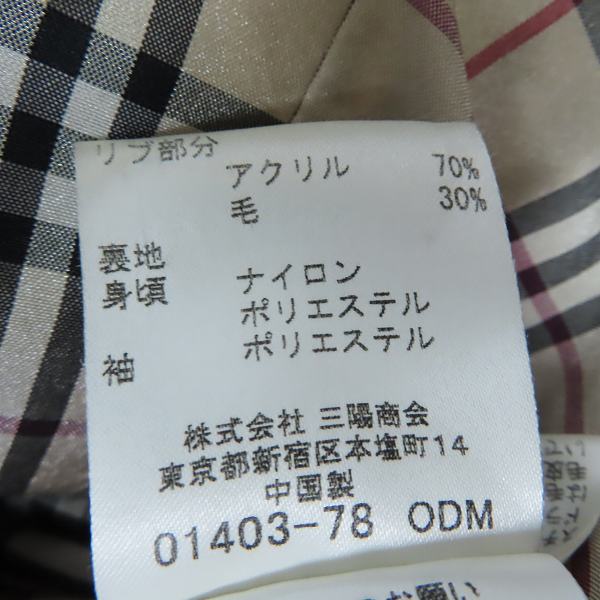 リブ部分
アクリル 70%
毛 30%
裏地
身頃 ナイロン
ポリエステル
袖 ポリエステル
株式会社 三陽商会
東京都新宿区本塩町14
中国製
01403-78 ODM
お願い